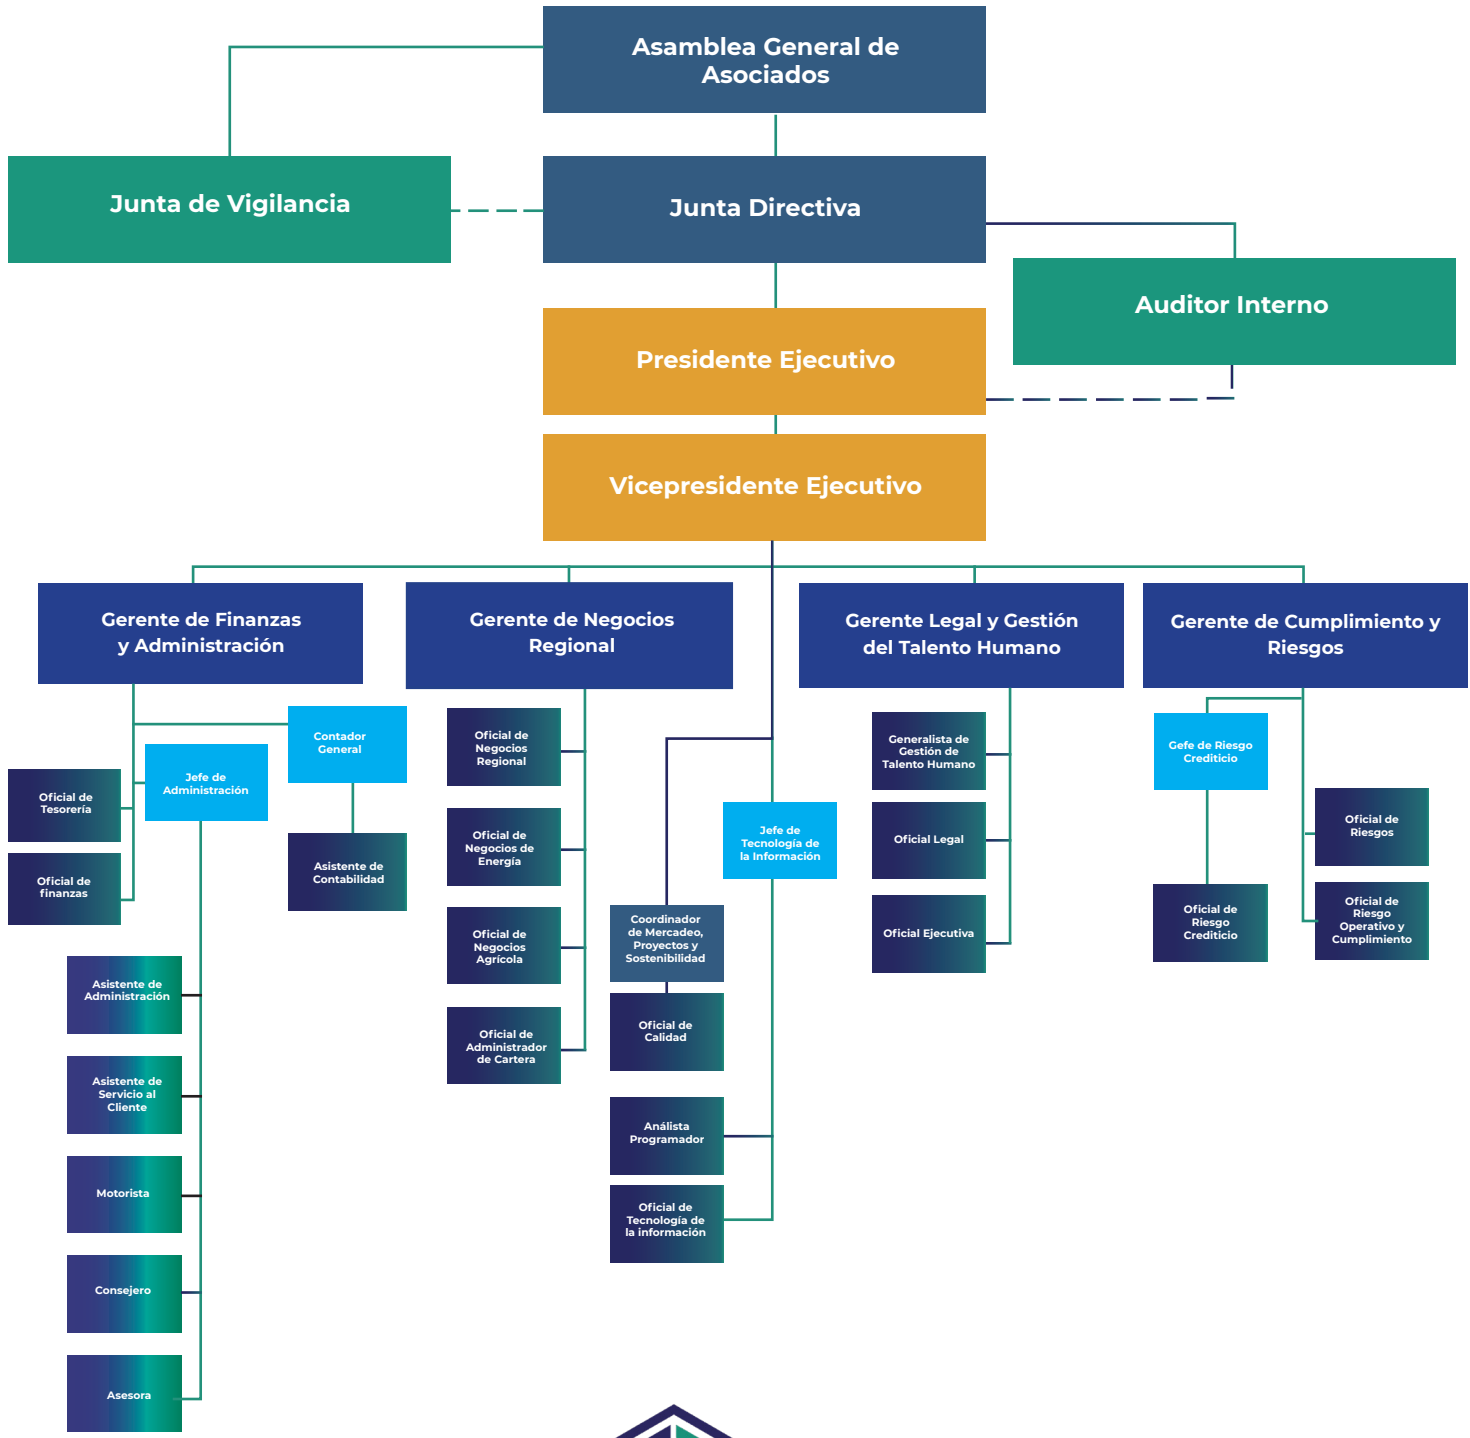 Asamblea General de
Asociados
Junta de Vigilancia
Junta Directiva
Auditor Interno
Presidente Ejecutivo
Vicepresidente Ejecutivo
Gerente de Finanzas
y Administración
Gerente de Negocios
Regional
Gerente Legal y Gestión
del Talento Humano
Gerente de Cumplimiento y
Riesgos
Contador
General
Jefe de
Administración
Oficial de
Tesorería
Oficial de
finanzas
Asistente de
Contabilidad
Asistente de
Administración
Asistente de
Servicio al
Cliente
Motorista
Consejero
Asesora
Oficial de
Negocios
Regional
Oficial de
Negocios de
Energía
Oficial de
Negocios
Agrícola
Oficial de
Administrador
de Cartera
Jefe de
Tecnología de
la Información
Coordinador
de Mercadeo,
Proyectos y
Sostenibilidad
Oficial de
Calidad
Análista
Programador
Oficial de
Tecnología de
la información
Generalista de
Gestión de
Talento Humano
Oficial Legal
Oficial Ejecutiva
Gefe de Riesgo
Crediticio
Oficial de
Riesgo
Crediticio
Oficial de
Riesgos
Oficial de
Riesgo
Operativo y
Cumplimiento